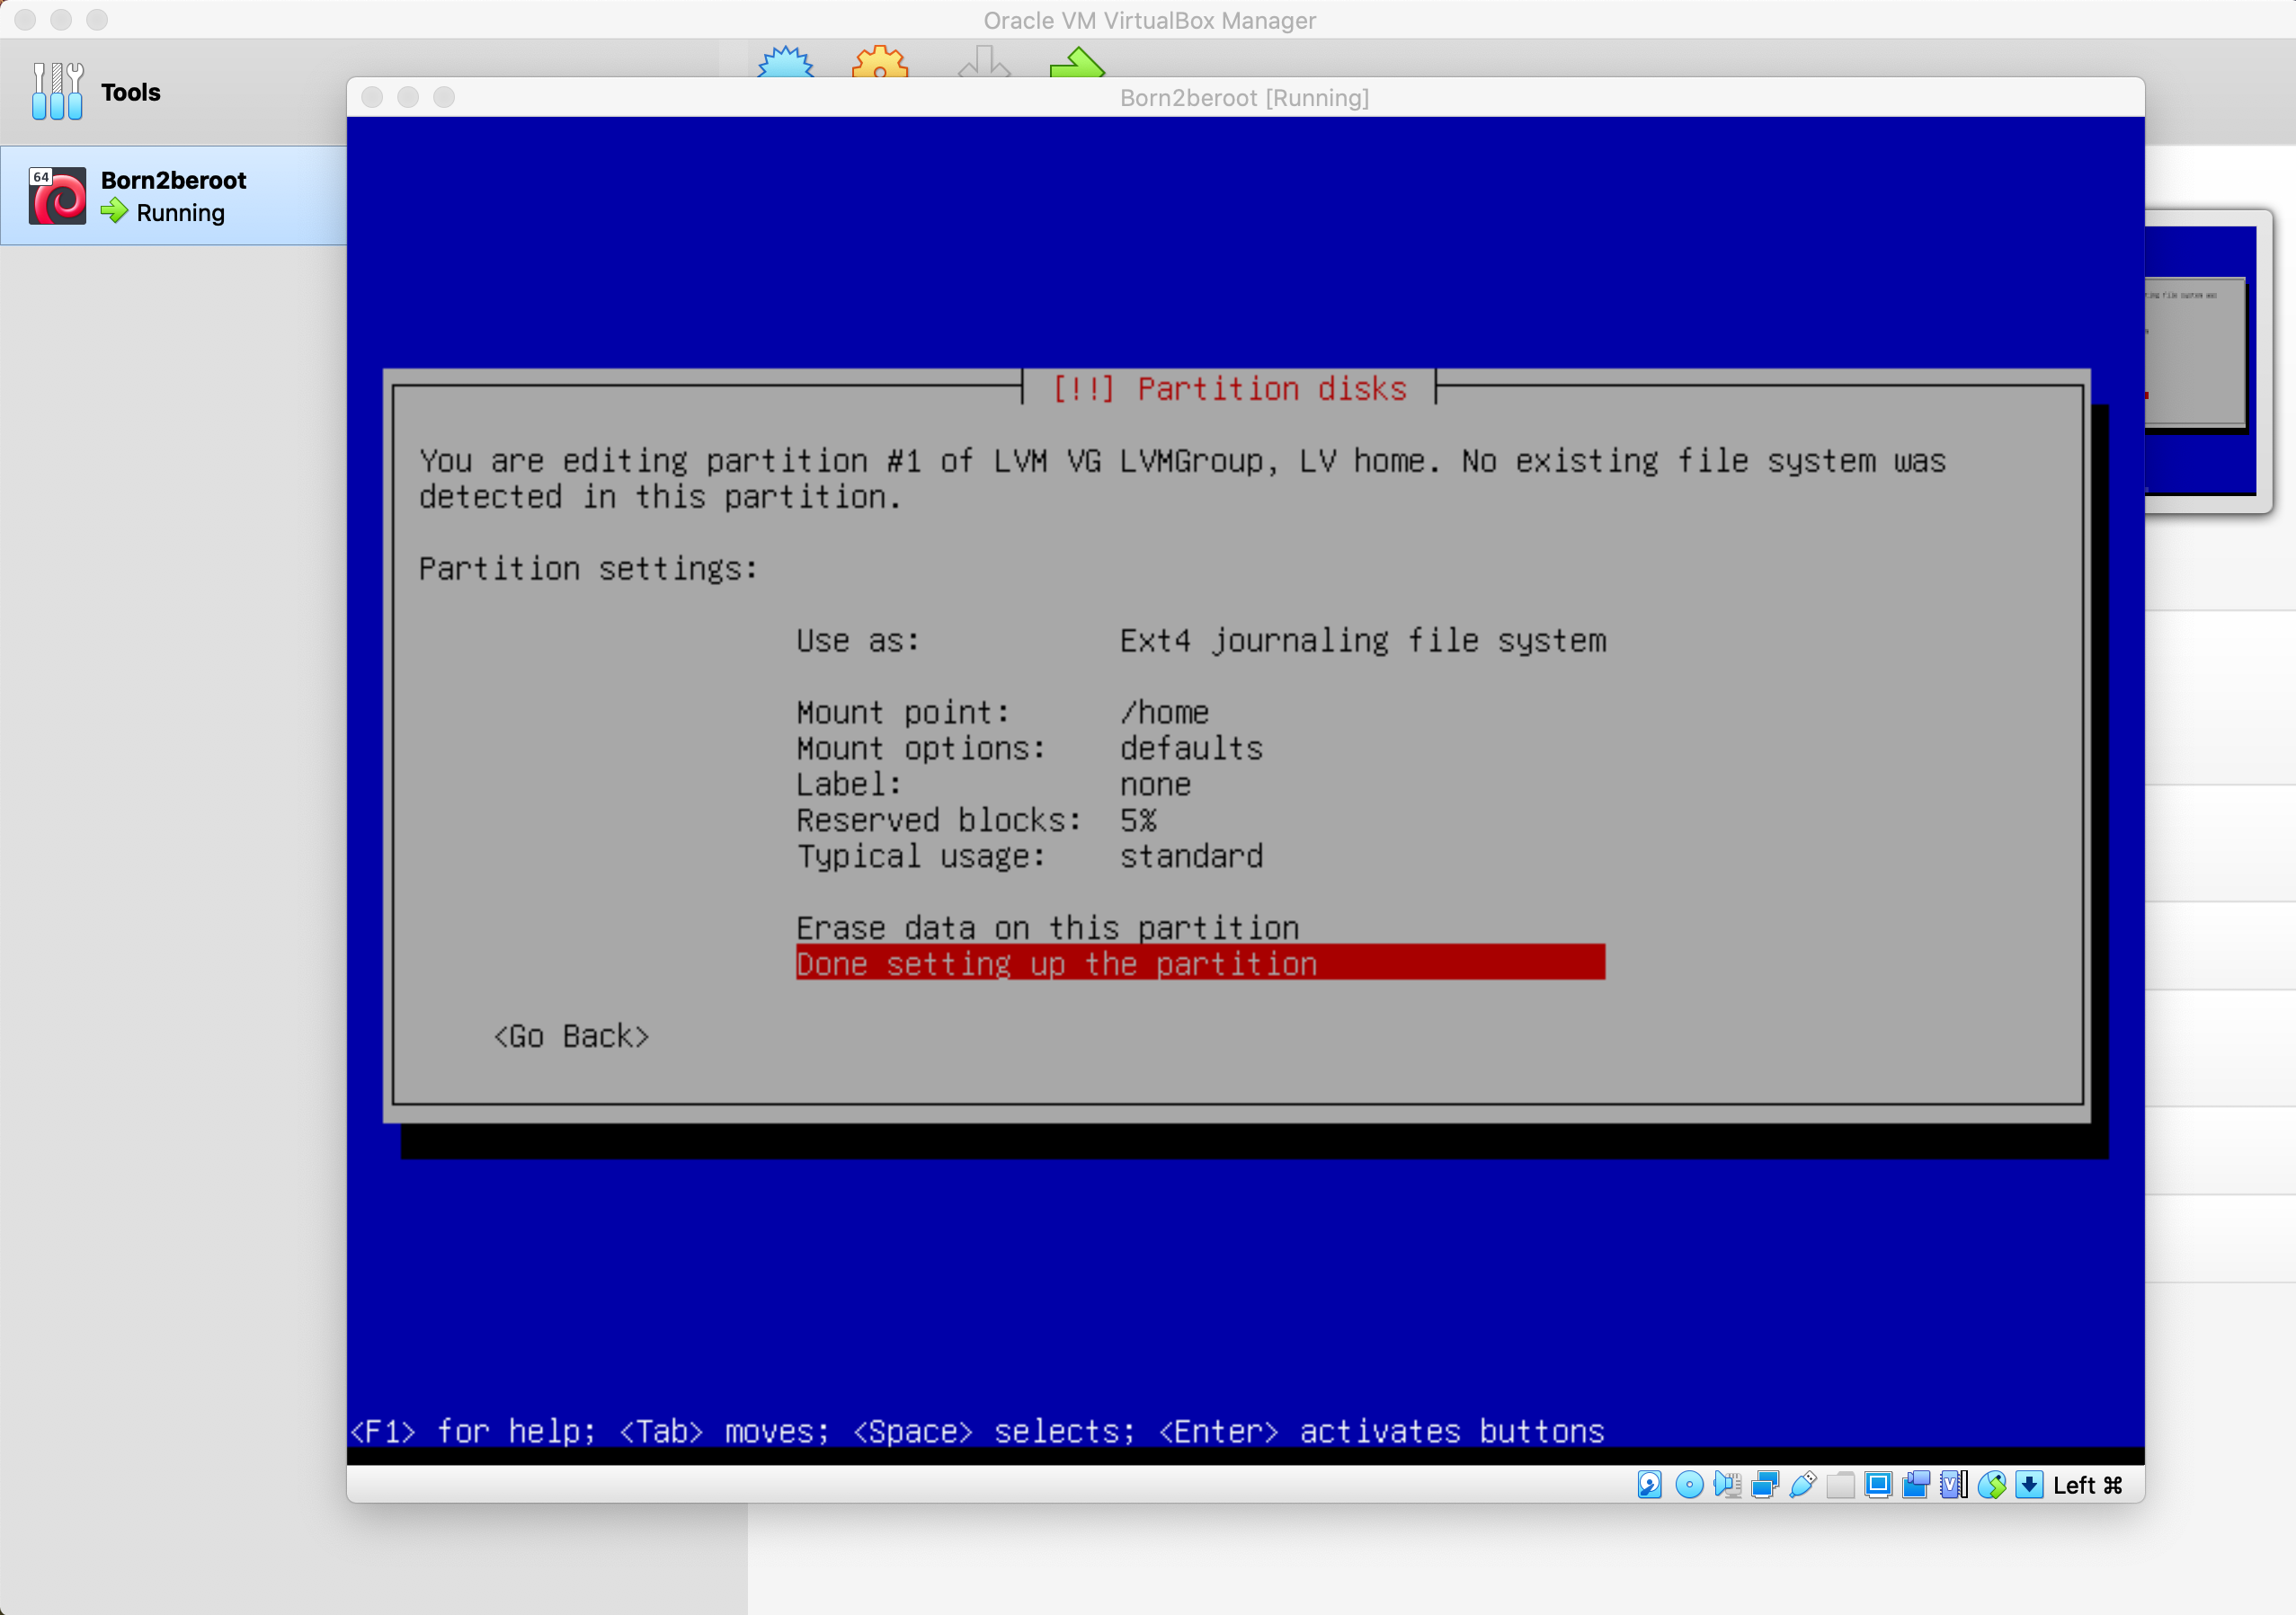 Oracle VM VirtualBox Manager
Tools
Born2beroot [Running]
64
Born2beroot
Running
[!!] Partition disks
You are editing partition #1 of LVM VG LVMGroup, LV home. No existing file system was
detected in this partition.
Partition settings:
Use as: Ext4 journaling file system
Mount point: /home
Mount options: defaults
Label: none
Reserved blocks: 5%
Typical usage: standard
Erase data on this partition
Done setting up the partition
<Go Back>
<F1> for help; <Tab> moves; <Space> selects; <Enter> activates buttons
Left ⌘